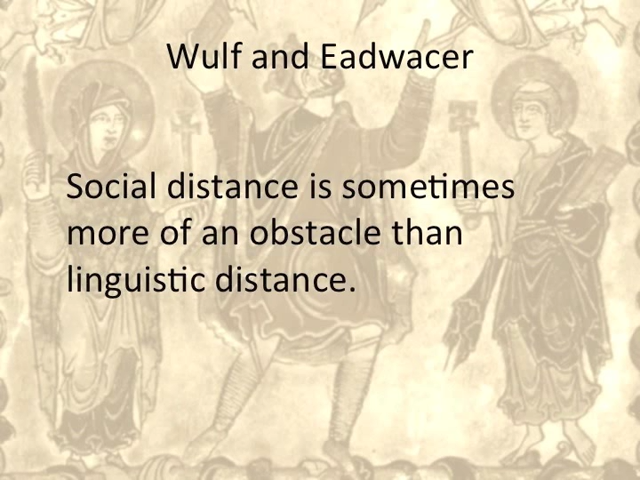 Wulf and Eadwacer
Social distance is sometimes
more of an obstacle than
linguistic distance.